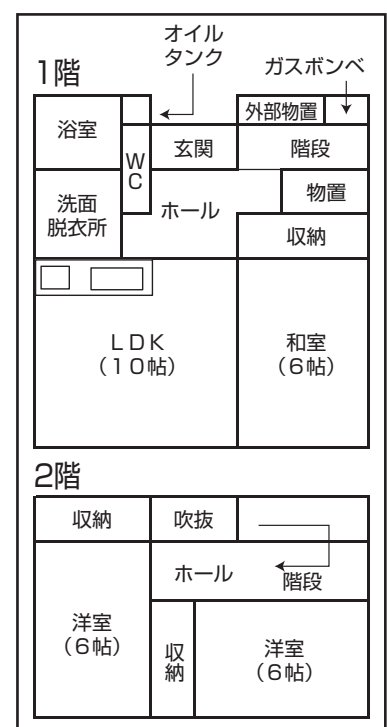 1階
オイル
タンク
ガスボンベ
外部物置
浴室
WC
玄関
階段
洗面
脱衣所
ホール
物置
収納
LDK
(10帖)
和室
(6帖)
2階
収納
吹抜
ホール
階段
洋室
(6帖)
収納
洋室
(6帖)